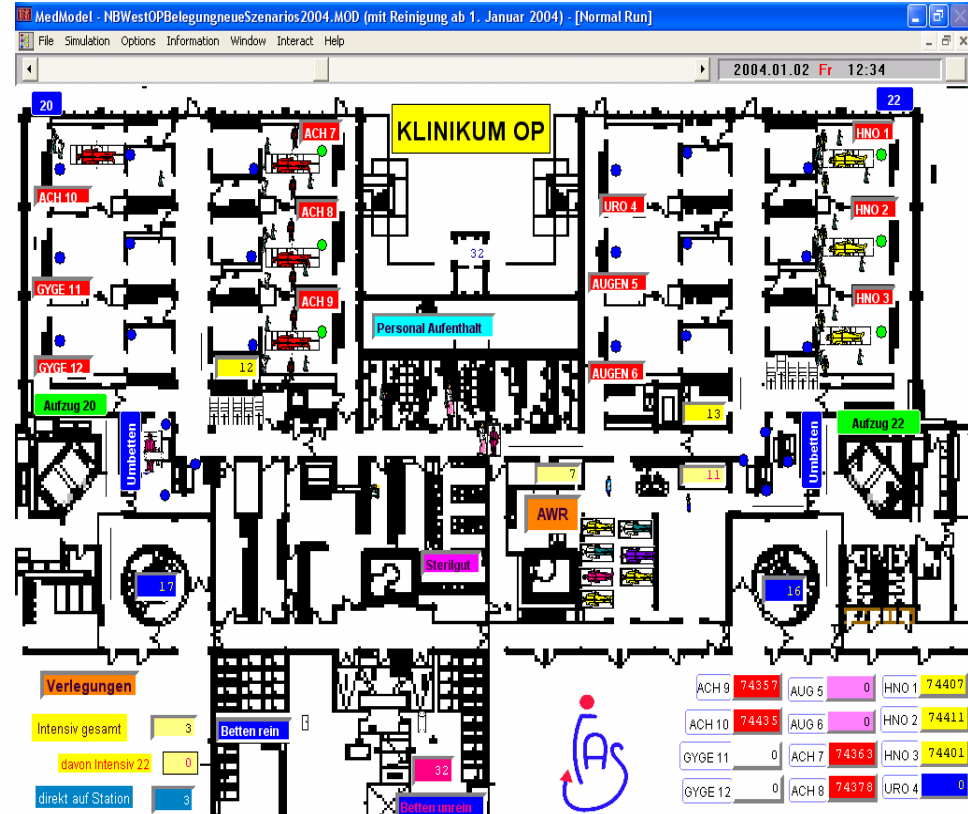 MedModel - NBWestOPBelegungneueSzenarios2004.MOD (mit Reinigung ab 1. Januar 2004) - [Normal Run]
File Simulation Options Information Window Interact Help
2004.01.02 Fr 12:34
20
22
KLINIKUM OP
ACH 7
HNO 1
ACH 10
ACH 8
URO 4
HNO 2
32
GYGE 11
ACH 9
AUGEN 5
HNO 3
Personal Aufenthalt
GYGE 12
12
AUGEN 6
Aufzug 20
13
Aufzug 22
Umbetten
Umbetten
7
11
AWR
Sterilgut
17
16
Verlegungen
ACH 9 74357
AUG 5 0
HNO 1 74407
Intensiv gesamt 3
Betten rein
ACH 10 74435
AUG 6 0
HNO 2 74411
davon Intensiv 22 0
32
GYGE 11 0
ACH 7 74363
HNO 3 74401
direkt auf Station 3
Betten unrein
GYGE 12 0
ACH 8 74378
URO 4 0
IAS